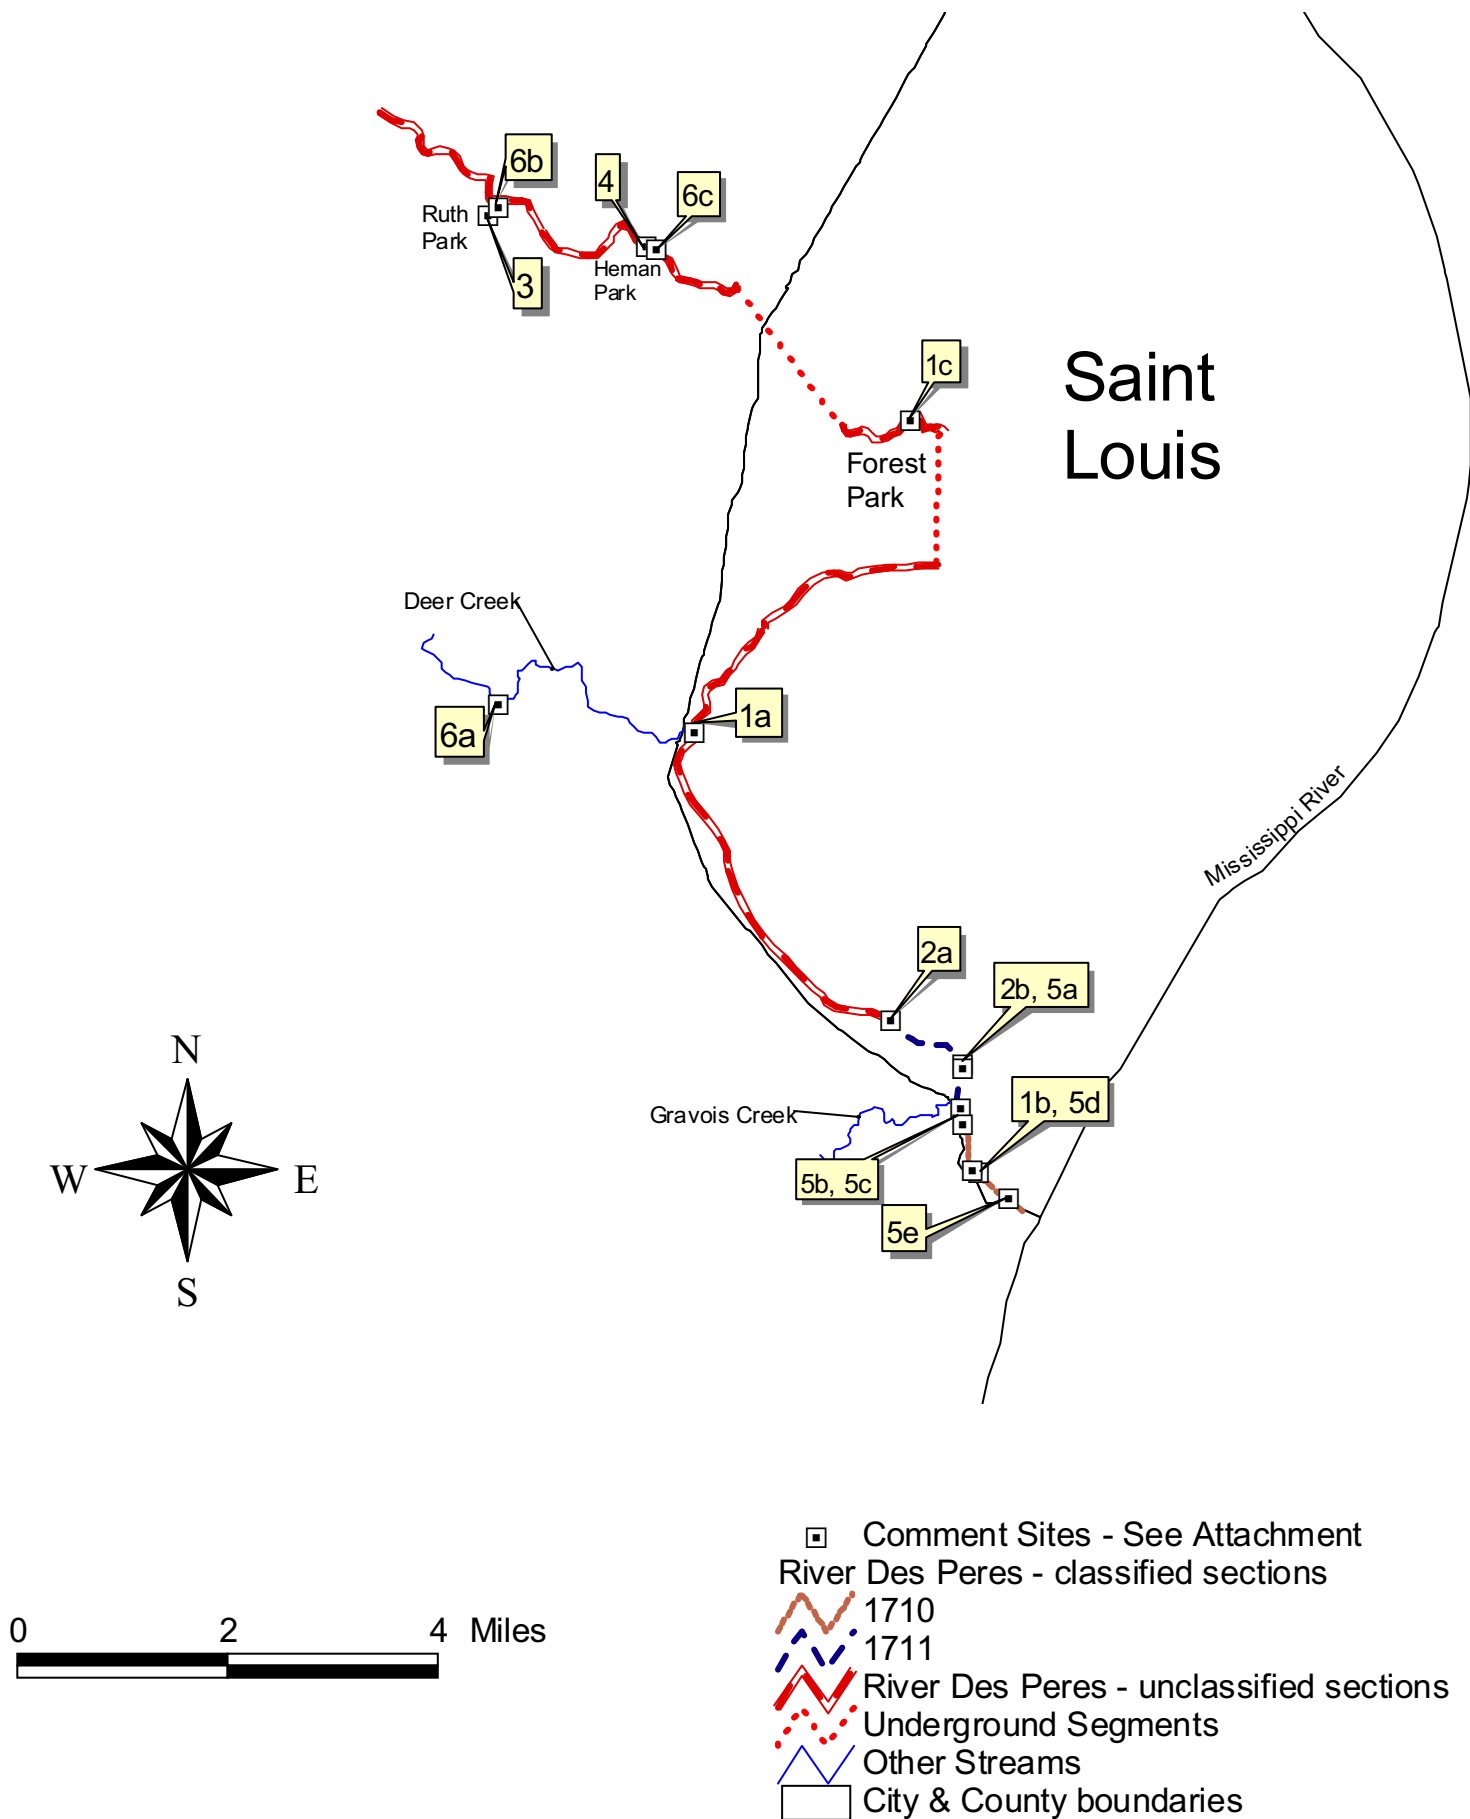 6b
4
6c
Ruth
Park
3
Heman
Park
1c
Saint
Louis
Forest
Park
Deer Creek
6a
1a
Mississippi River
2a
2b, 5a
N
W
E
S
Gravois Creek
1b, 5d
5b, 5c
5e
Comment Sites - See Attachment
River Des Peres - classified sections
1710
1711
River Des Peres - unclassified sections
Underground Segments
Other Streams
City & County boundaries
0 2 4 Miles